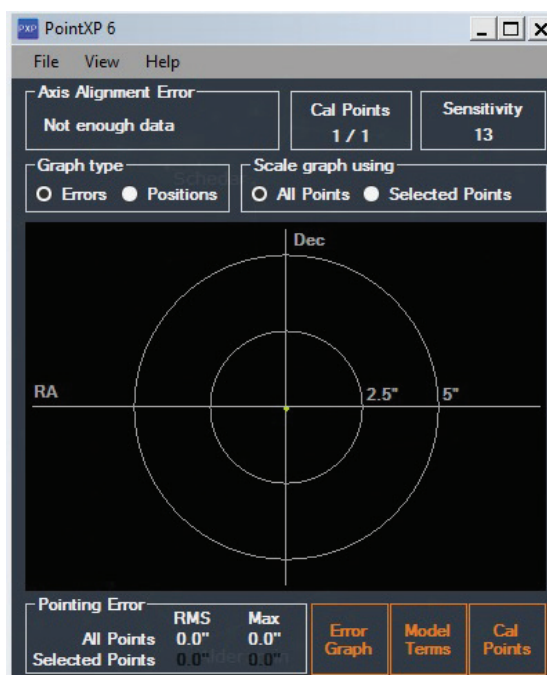 PXP PointXP 6
File View Help
Axis Alignment Error
Not enough data
Cal Points
1 / 1
Sensitivity
13
Graph type
Errors Positions
Scale graph using
All Points Selected Points
Dec
RA
2.5" 5"
Pointing Error
RMS Max
All Points 0.0" 0.0"
Selected Points 0.0" 0.0"
Error Graph
Model Terms
Cal Points